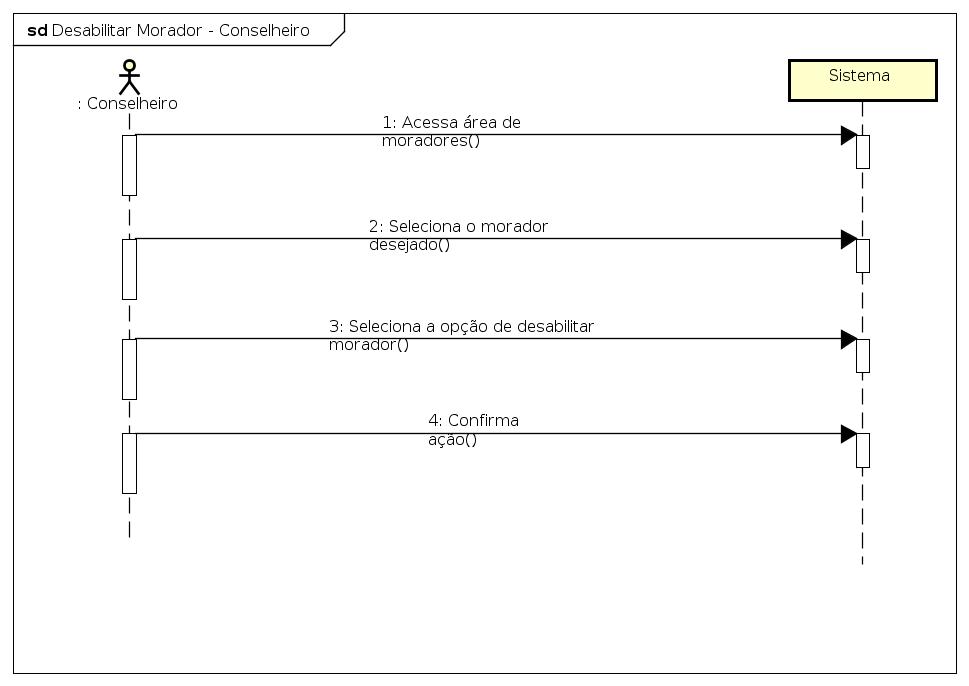 sd Desabilitar Morador - Conselheiro
: Conselheiro
Sistema
1: Acessa área de
moradores()
2: Seleciona o morador
desejado()
3: Seleciona a opção de desabilitar
morador()
4: Confirma
ação()